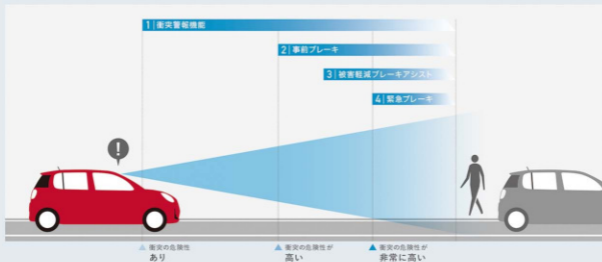 1 | 衝突警報機能
2 | 事前ブレーキ
3 | 被害軽減ブレーキアシスト
4 | 緊急ブレーキ
!
衝突の危険性
あり
衝突の危険性が
高い
衝突の危険性が
非常に高い